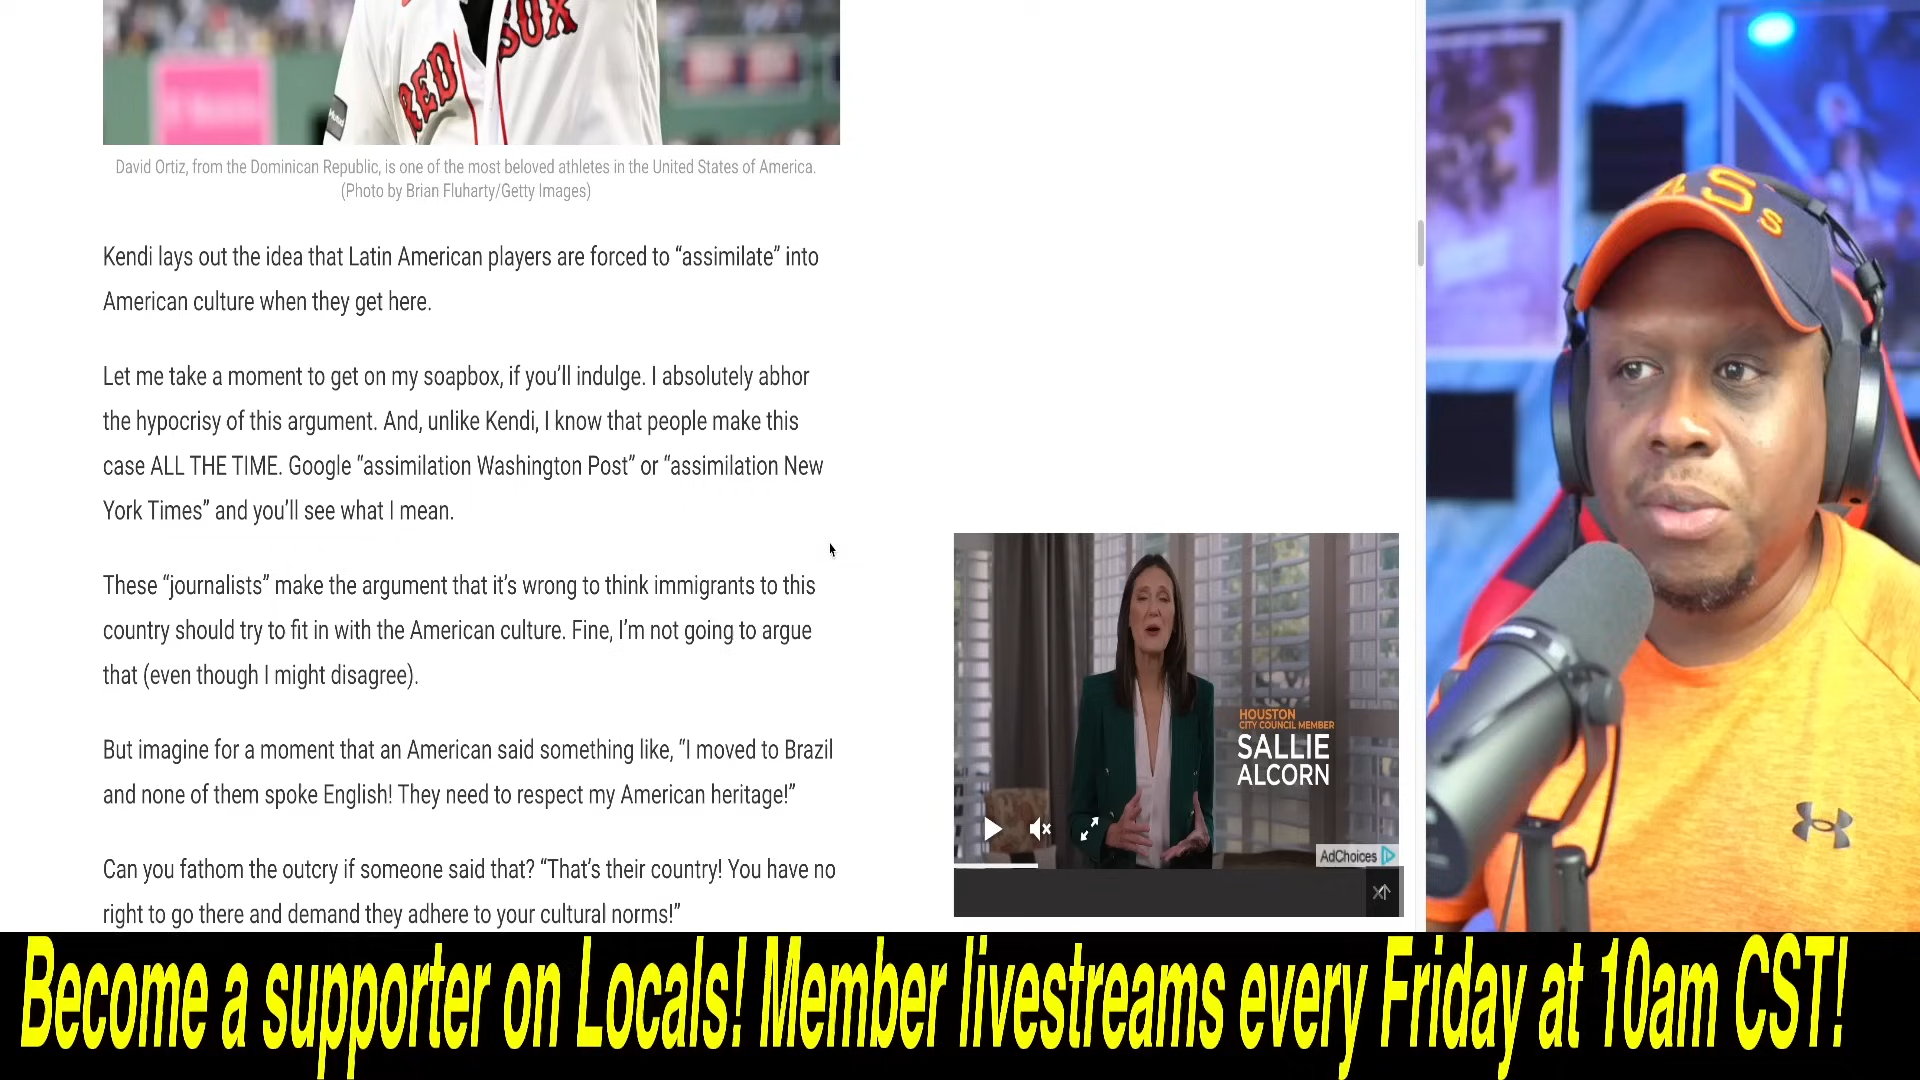 RED SOX
David Ortiz, from the Dominican Republic, is one of the most beloved athletes in the United States of America.
(Photo by Brian Fluharty/Getty Images)
Kendi lays out the idea that Latin American players are forced to “assimilate” into
American culture when they get here.
Let me take a moment to get on my soapbox, if you’ll indulge. I absolutely abhor
the hypocrisy of this argument. And, unlike Kendi, I know that people make this
case ALL THE TIME. Google “assimilation Washington Post” or “assimilation New
York Times” and you’ll see what I mean.
These “journalists” make the argument that it’s wrong to think immigrants to this
country should try to fit in with the American culture. Fine, I’m not going to argue
that (even though I might disagree).
But imagine for a moment that an American said something like, “I moved to Brazil
and none of them spoke English! They need to respect my American heritage!”
Can you fathom the outcry if someone said that? “That’s their country! You have no
right to go there and demand they adhere to your cultural norms!”
HOUSTON
CITY COUNCIL MEMBER
SALLIE
ALCORN
AdChoices
Become a supporter on Locals! Member livestreams every Friday at 10am CST!